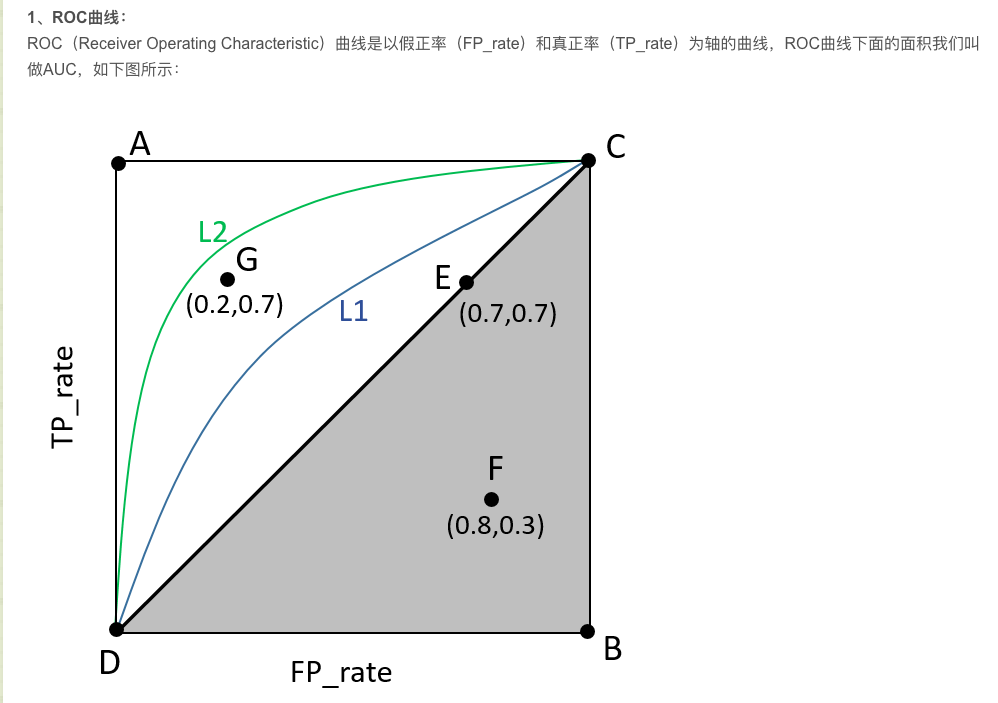 1、ROC曲线：
ROC（Receiver Operating Characteristic）曲线是以假正率（FP_rate）和真正率（TP_rate）为轴的曲线，ROC曲线下面的面积我们叫
做AUC，如下图所示：
A
C
L2
G
(0.2,0.7)
E
(0.7,0.7)
L1
TP_rate
F
(0.8,0.3)
D
B
FP_rate